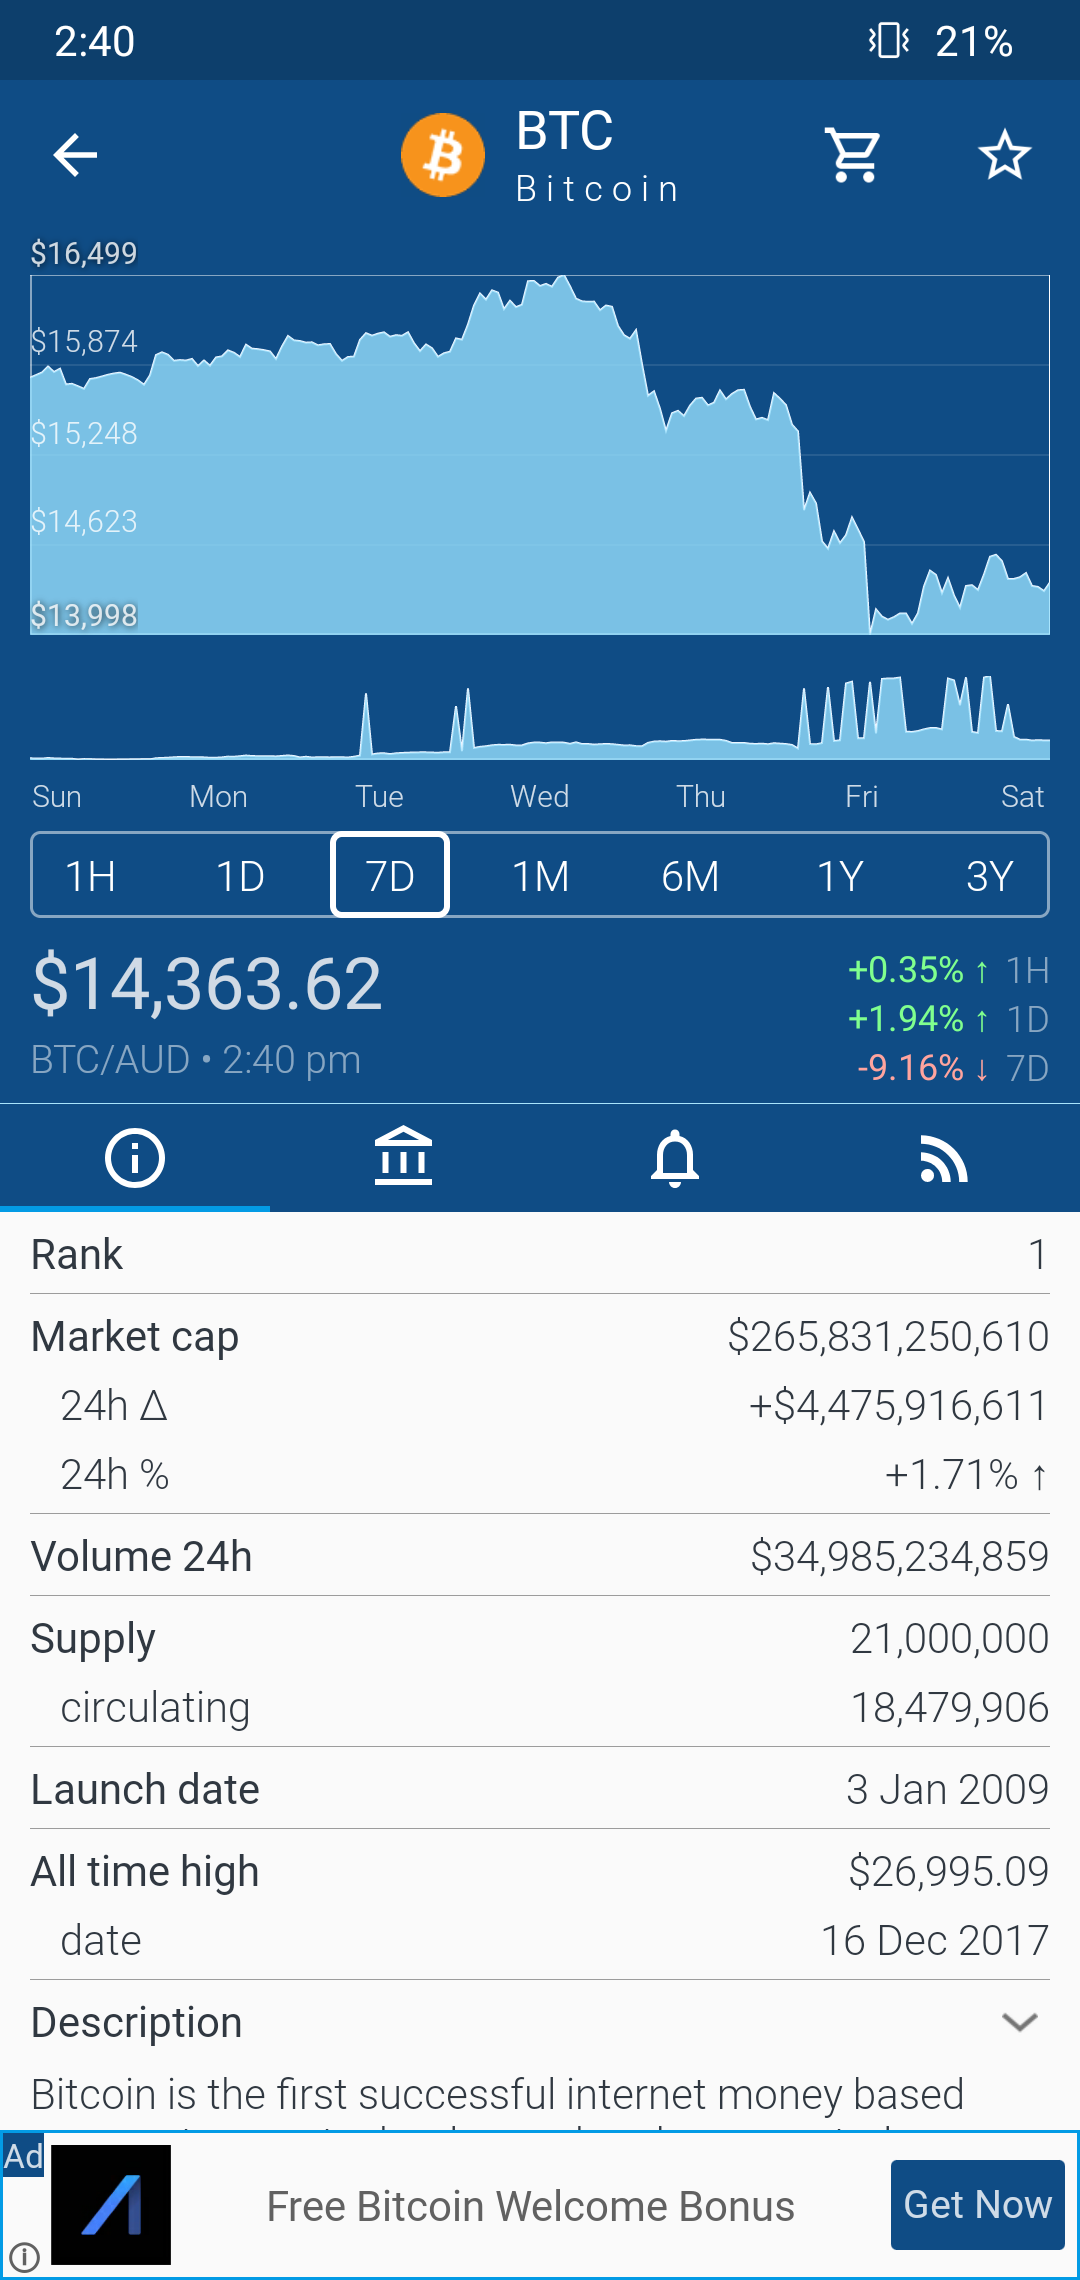 2:40 21%
BTC
Bitcoin
$16,499
$15,874
$15,248
$14,623
$13,998
Sun Mon Tue Wed Thu Fri Sat
1H 1D 7D 1M 6M 1Y 3Y
$14,363.62
+0.35% ↑ 1H
+1.94% ↑ 1D
BTC/AUD • 2:40 pm
-9.16% ↓ 7D
Rank 1
Market cap $265,831,250,610
24h Δ +$4,475,916,611
24h % +1.71% ↑
Volume 24h $34,985,234,859
Supply 21,000,000
circulating 18,479,906
Launch date 3 Jan 2009
All time high $26,995.09
date 16 Dec 2017
Description
Bitcoin is the first successful internet money based
Ad
Free Bitcoin Welcome Bonus
Get Now